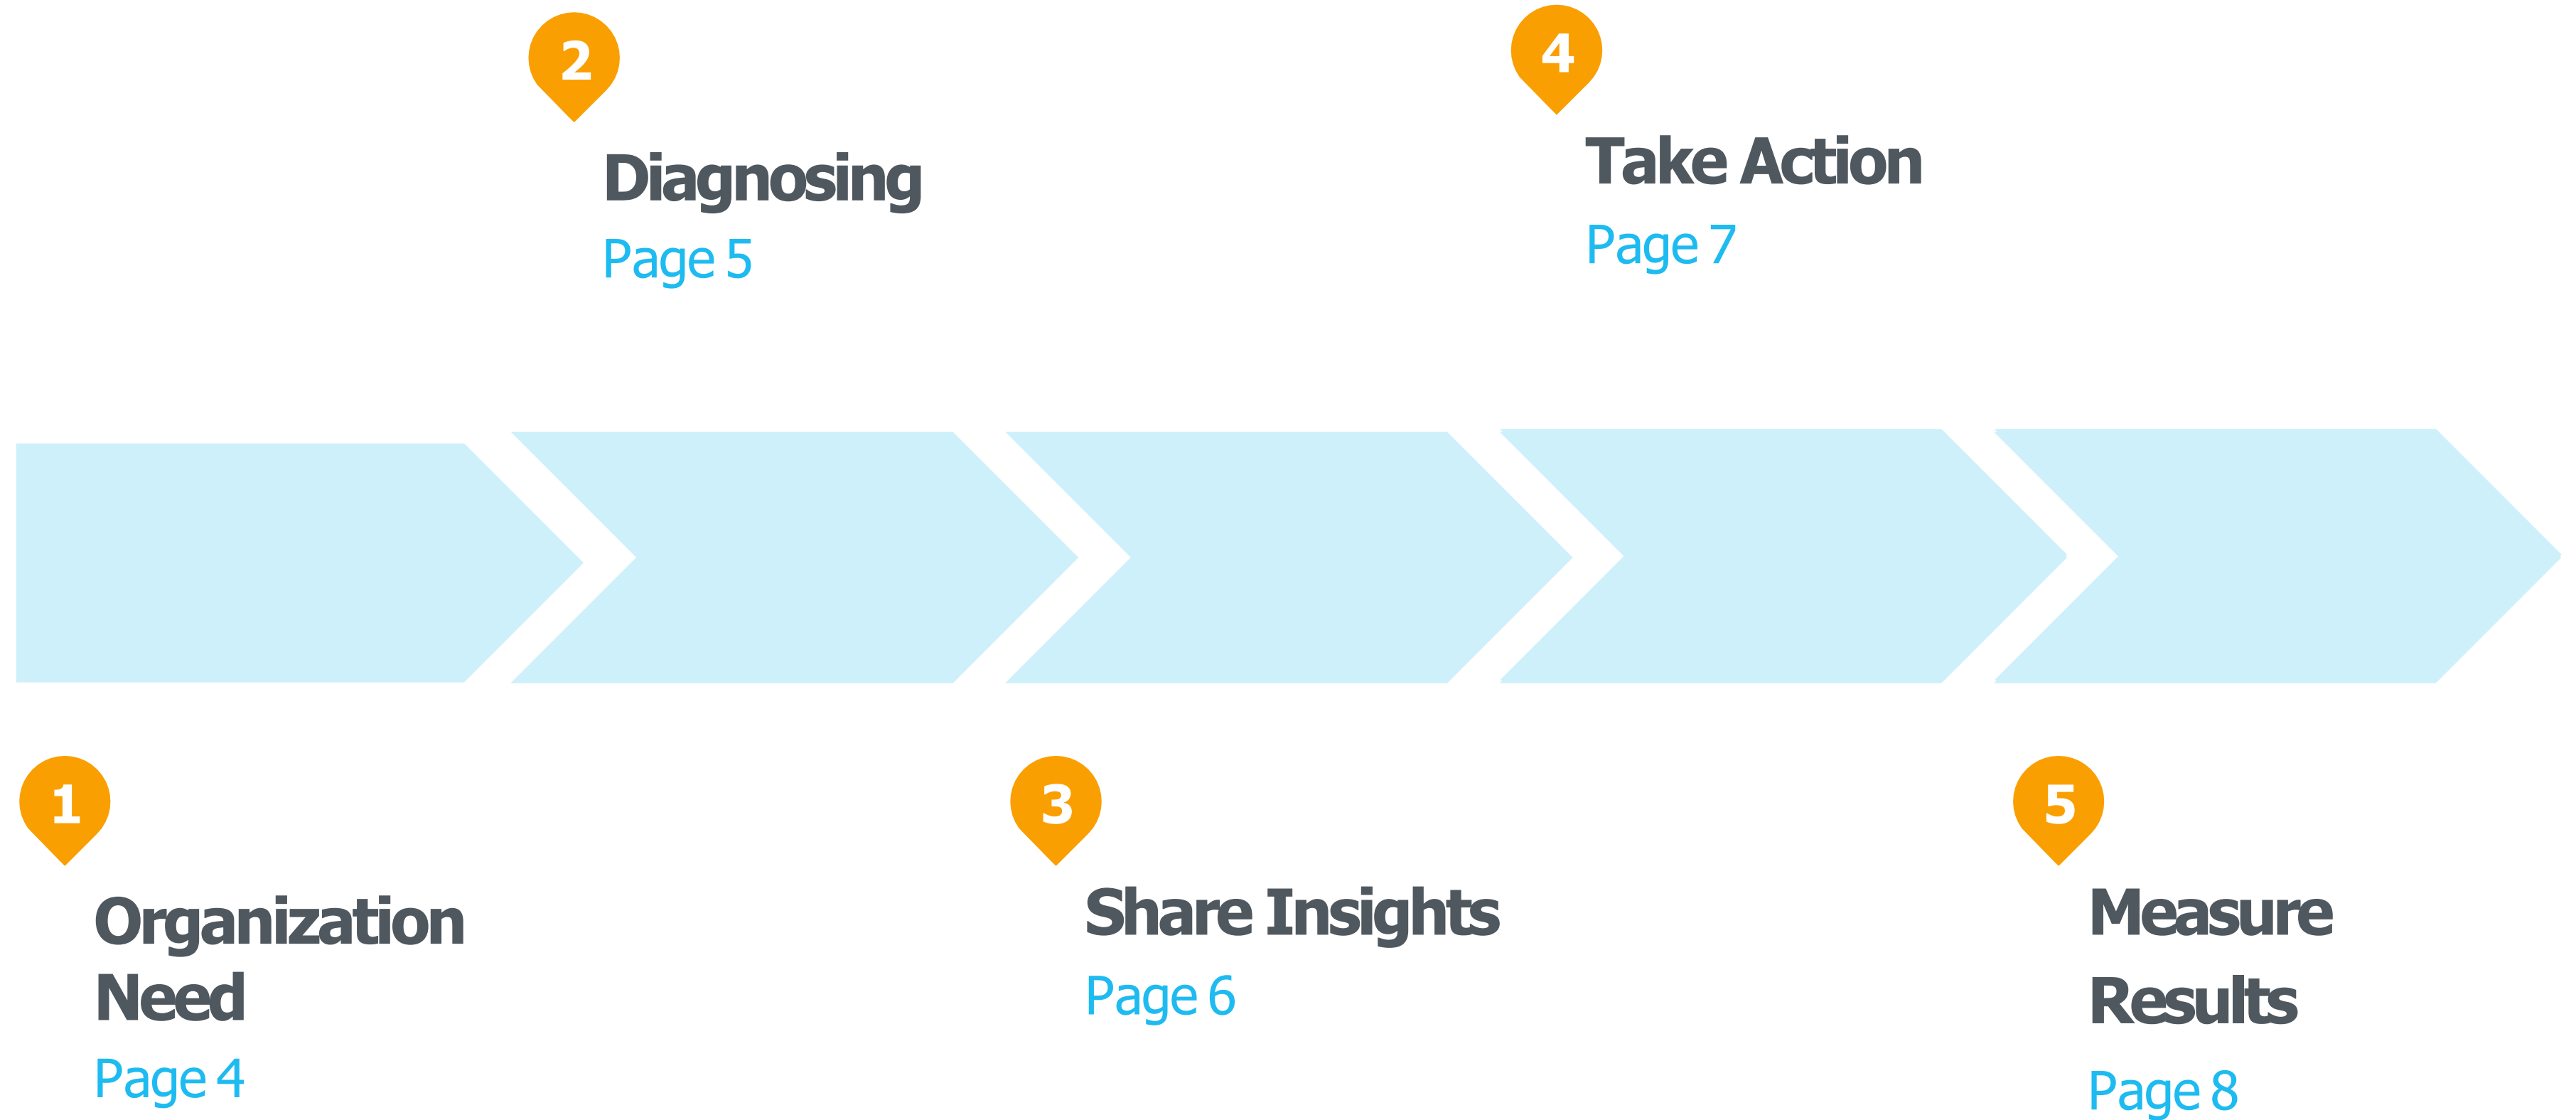 1
Organization
Need
Page 4
2
Diagnosing
Page 5
3
Share Insights
Page 6
4
Take Action
Page 7
5
Measure
Results
Page 8